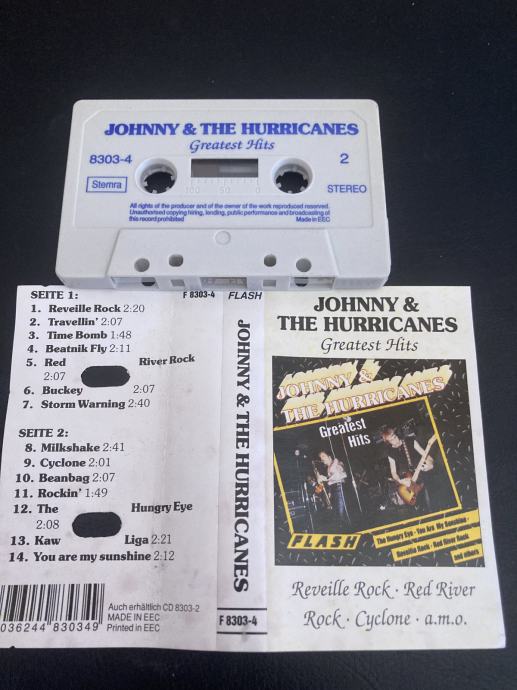 JOHNNY & THE HURRICANES
Greatest Hits
8303-4
2
Stemra
100 50 0
STEREO
All rights of the producer and of the owner of the work reproduced reserved.
Unauthorised copying hiring, lending, public performance and broadcasting of
this record prohibited
Made in EEC
SEITE 1:
1. Reveille Rock 2:20
2. Travellin' 2:07
3. Time Bomb 1:48
4. Beatnik Fly 2:11
5. Red River Rock
2:07
6. Buckey 2:07
7. Storm Warning 2:40
SEITE 2:
8. Milkshake 2:41
9. Cyclone 2:01
10. Beanbag 2:07
11. Rockin' 1:49
12. The Hungry Eye
2:08
13. Kaw Liga 2:21
14. You are my sunshine 2:12
036244 830349
Auch erhältlich CD 8303-2
MADE IN EEC
Printed in EEC
F 8303-4
FLASH
JOHNNY & THE HURRICANES
F 8303-4
JOHNNY &
THE HURRICANES
Greatest Hits
JOHNNY &
THE HURRICANES
Greatest
Hits
The Hungry Eye · You Are My Sunshine ·
Reveille Rock · Red River Rock
and others
FLASH
Reveille Rock · Red River
Rock · Cyclone · a.m.o.